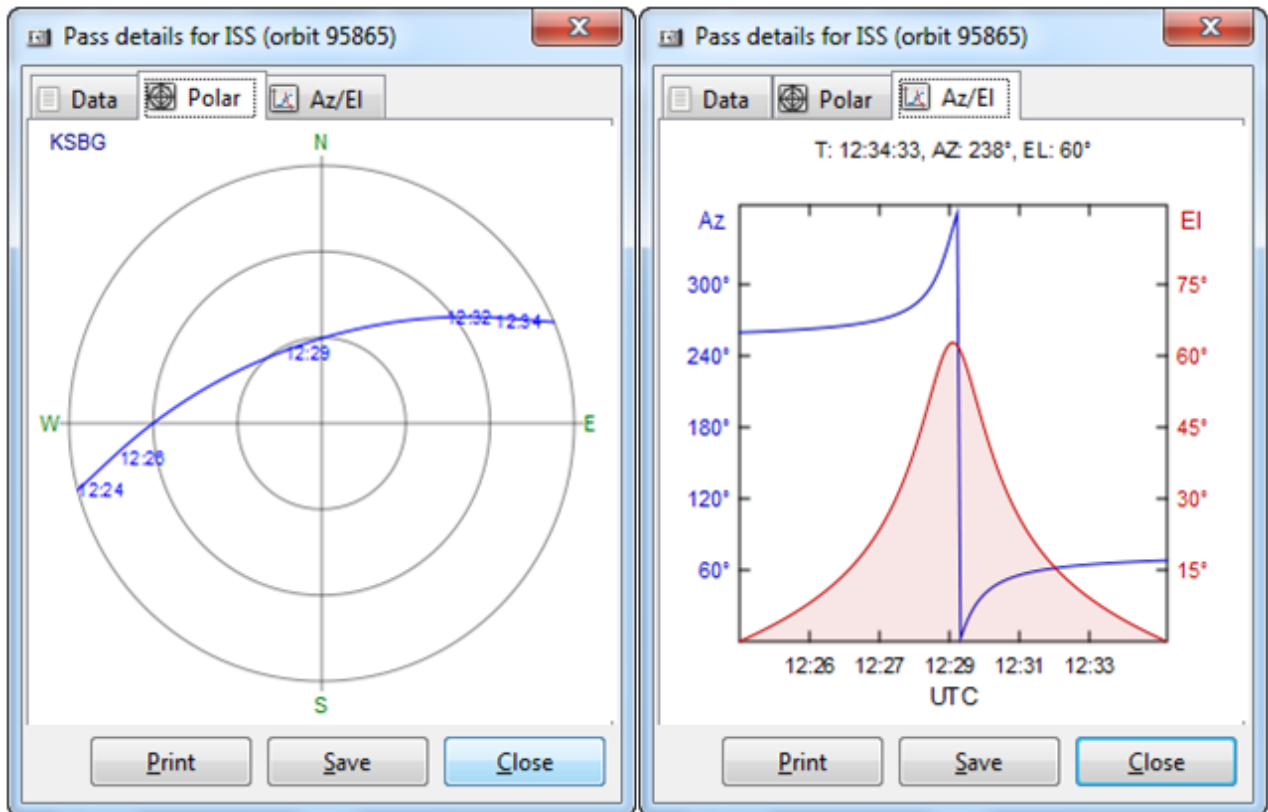 Pass details for ISS (orbit 95865)
Data Polar Az/El
KSBG
N
12:32 12:34
12:29
W E
12:26
12:24
S
Print Save Close
Pass details for ISS (orbit 95865)
Data Polar Az/El
T: 12:34:33, AZ: 238°, EL: 60°
Az El
300° 75°
240° 60°
180° 45°
120° 30°
60° 15°
12:26 12:27 12:29 12:31 12:33
UTC
Print Save Close